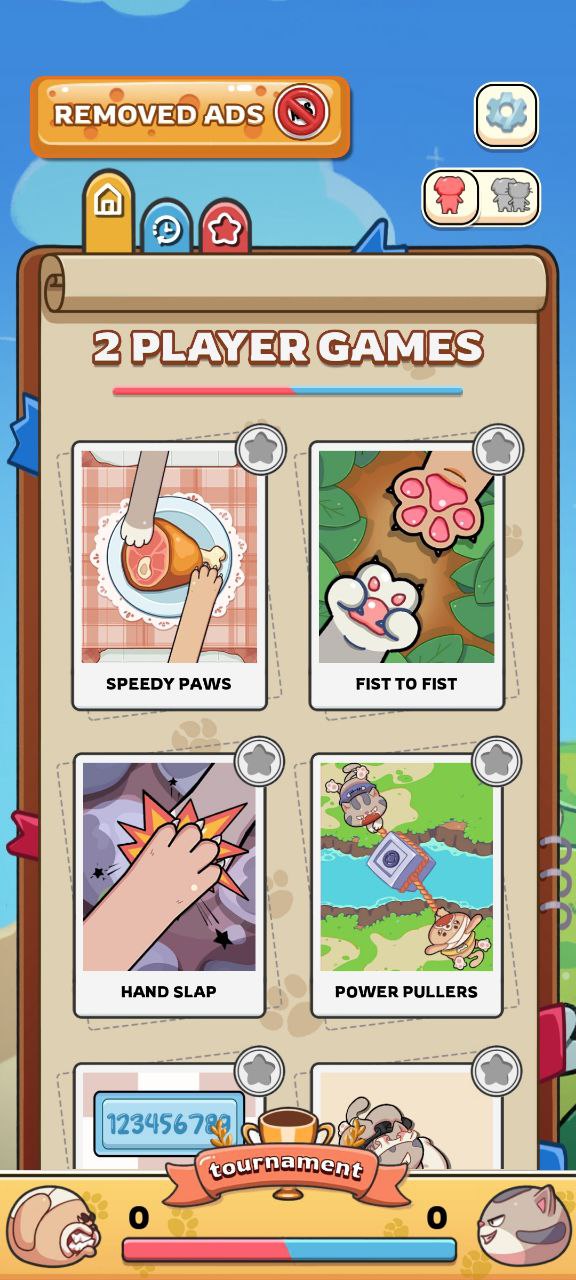 REMOVED ADS
2 PLAYER GAMES
SPEEDY PAWS
FIST TO FIST
HAND SLAP
POWER PULLERS
123456789
tournament
0
0